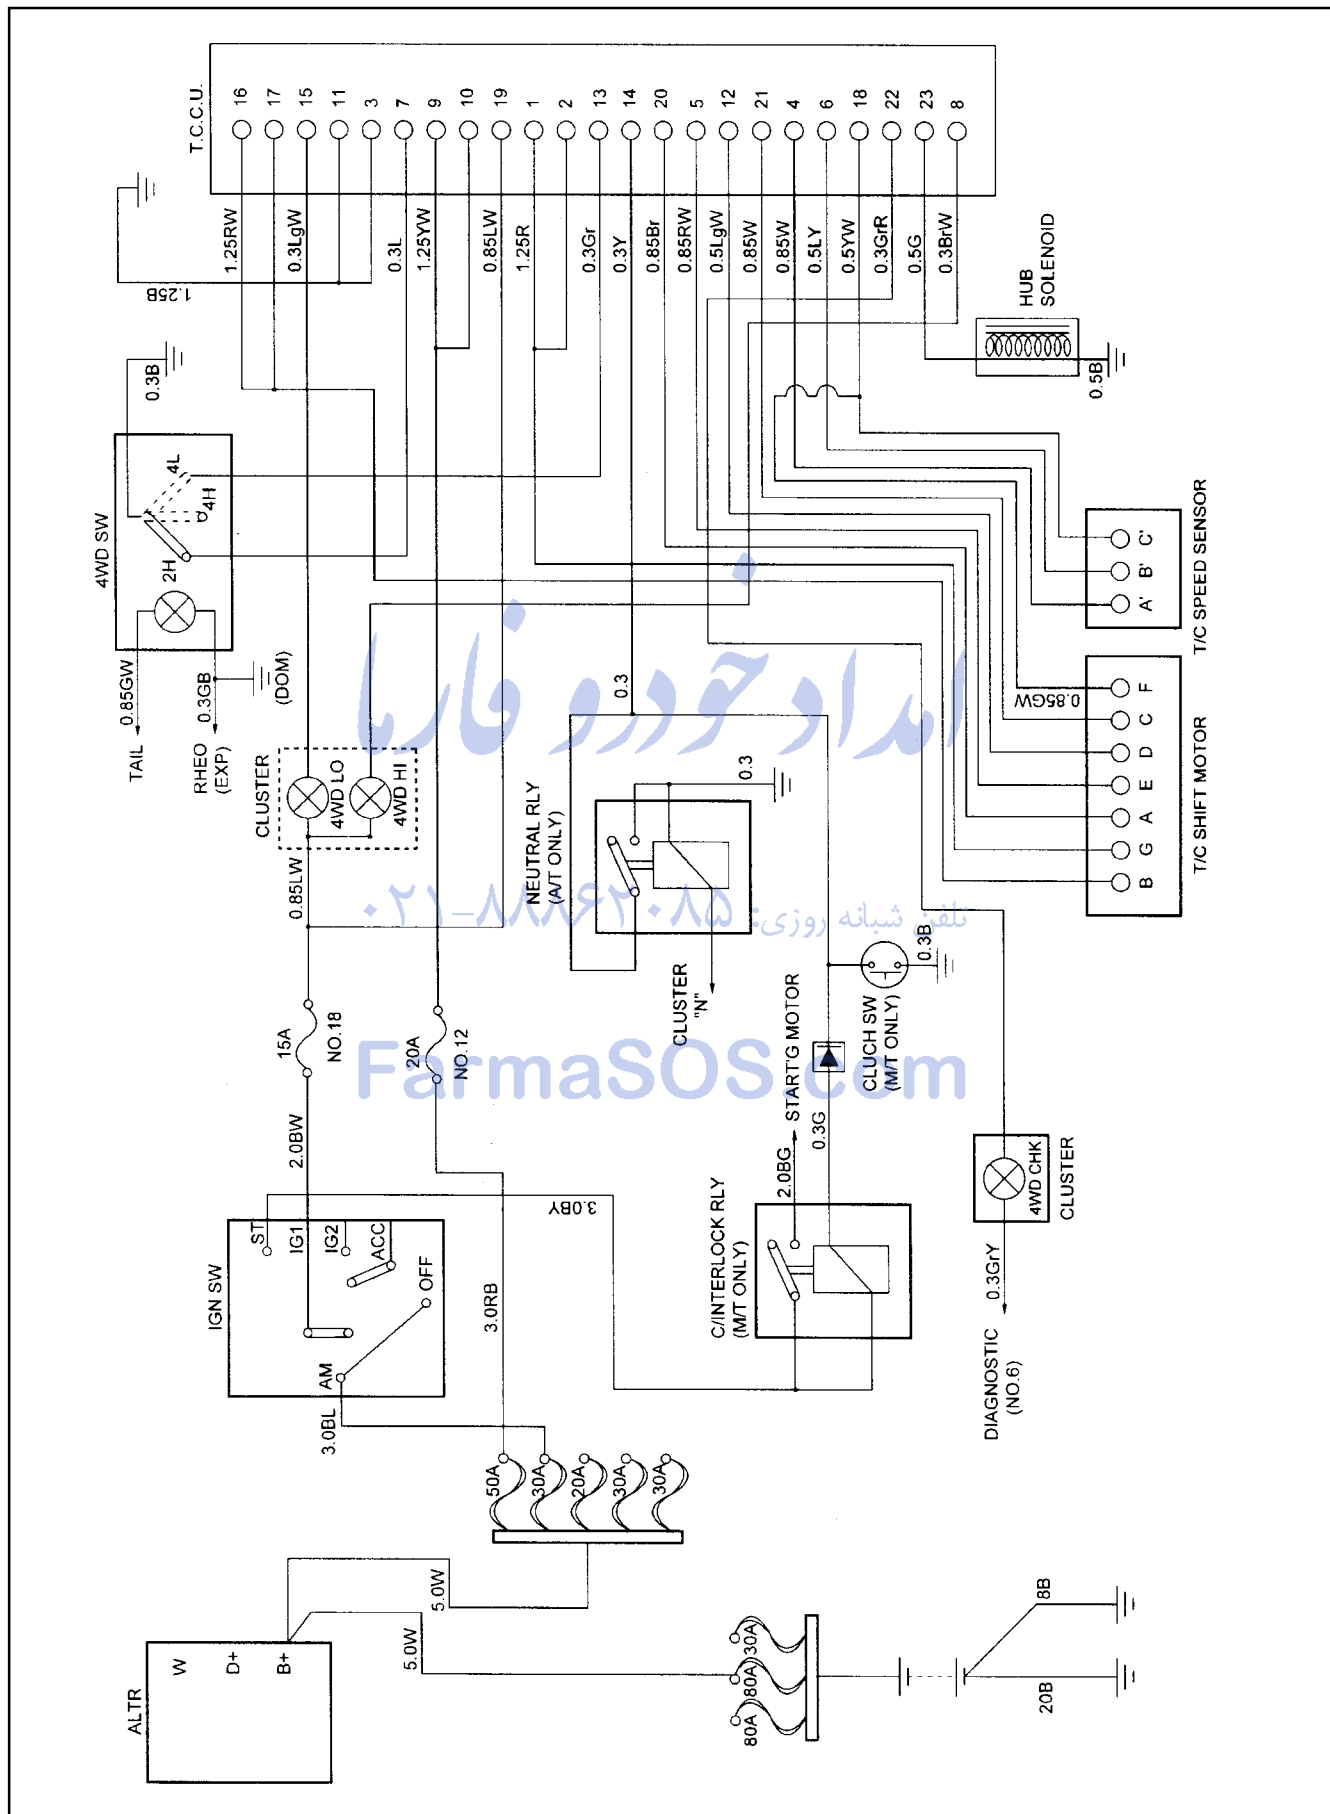 T.C.C.U.
16
17
15
11
3
7
9
10
19
1
2
13
14
20
5
12
21
4
6
18
22
23
8
1.25RW
0.3LgW
0.3L
1.25YW
0.85LW
1.25R
0.3Gr
0.3Y
0.85Br
0.85RW
0.5LgW
0.85W
0.85W
0.5LY
0.5YW
0.3GrR
0.5G
0.3BrW
1.25B
HUB
SOLENOID
0.5B
0.3B
4WD SW
4L
4H
2H
0.85GW
0.3GB
TAIL
RHEO
(EXP)
(DOM)
CLUSTER
4WD LO
4WD HI
0.85LW
T/C SPEED SENSOR
A'
B'
C'
T/C SHIFT MOTOR
B
G
A
E
D
C
F
0.85GW
0.3
NEUTRAL RLY
(A/T ONLY)
0.3
CLUSTER
"N"
امداد خودرو فارما
تلفن شبانه روزی: ۰۲۱-۸۸۸۶۲۰۸۵
FarmaSOS.com
15A
NO.18
20A
NO.12
2.0BW
START'G MOTOR
2.0BG
0.3G
CLUCH SW
(M/T ONLY)
0.3B
IGN SW
ST
IG1
IG2
ACC
OFF
AM
3.0BY
3.0RB
3.0BL
C/INTERLOCK RLY
(M/T ONLY)
4WD CHK
CLUSTER
0.3GrY
DIAGNOSTIC
(NO.6)
50A
30A
20A
30A
30A
5.0W
5.0W
ALTR
W
D+
B+
80A
80A
30A
8B
20B